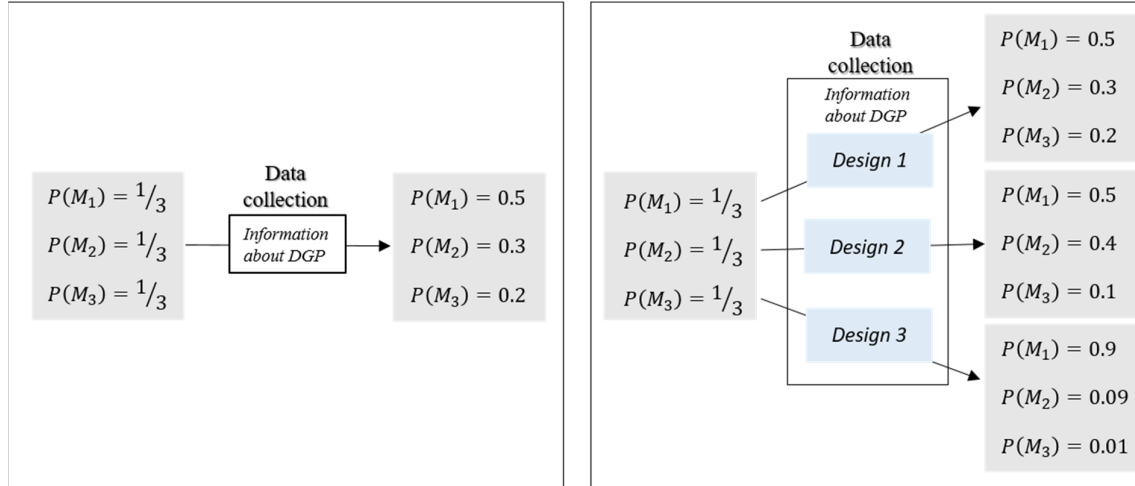 Data
collection
P(M₁) = 1/3
P(M₂) = 1/3
P(M₃) = 1/3
Information
about DGP
P(M₁) = 0.5
P(M₂) = 0.3
P(M₃) = 0.2
Data
collection
Information
about DGP
P(M₁) = 1/3
P(M₂) = 1/3
P(M₃) = 1/3
Design 1
Design 2
Design 3
P(M₁) = 0.5
P(M₂) = 0.3
P(M₃) = 0.2
P(M₁) = 0.5
P(M₂) = 0.4
P(M₃) = 0.1
P(M₁) = 0.9
P(M₂) = 0.09
P(M₃) = 0.01